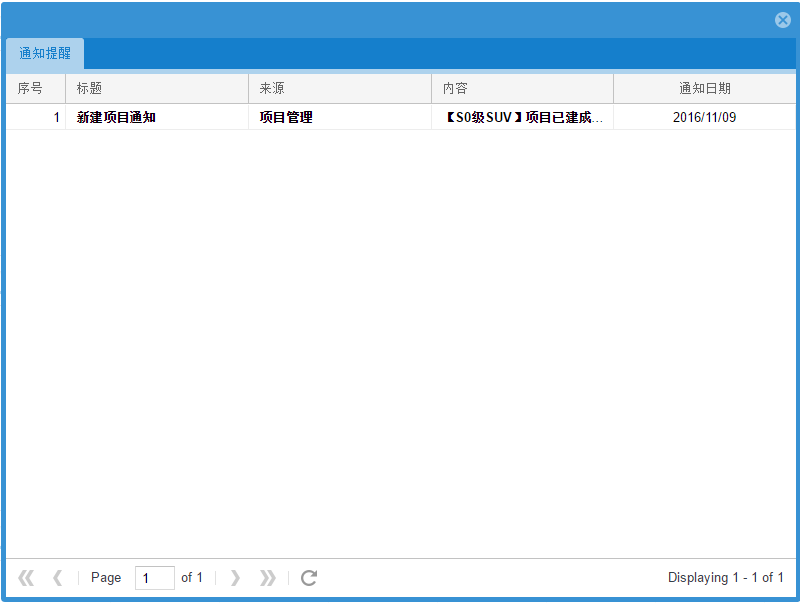 通知提醒
序号 标题 来源 内容 通知日期
1 新建项目通知 项目管理 【S0级SUV】项目已建成... 2016/11/09
Page 1 of 1 Displaying 1 - 1 of 1